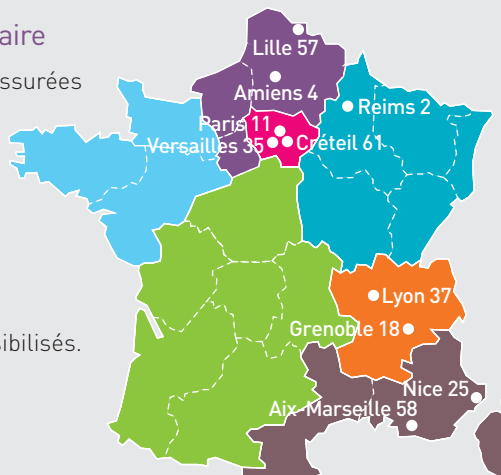 aire
ssurées
ibilisés.
Lille 57
Amiens 4
Reims 2
Paris 11
Versailles 35
Créteil 61
Lyon 37
Grenoble 18
Nice 25
Aix-Marseille 58